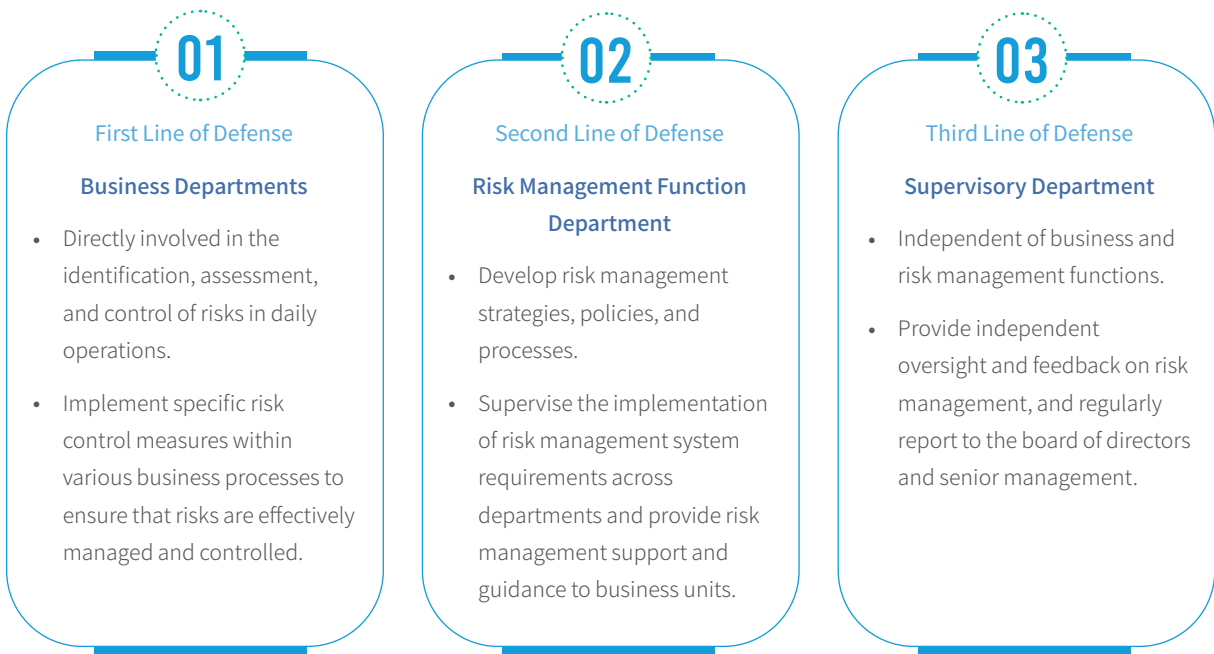 01
First Line of Defense
Business Departments
• Directly involved in the
identification, assessment,
and control of risks in daily
operations.
• Implement specific risk
control measures within
various business processes to
ensure that risks are effectively
managed and controlled.
02
Second Line of Defense
Risk Management Function
Department
• Develop risk management
strategies, policies, and
processes.
• Supervise the implementation
of risk management system
requirements across
departments and provide risk
management support and
guidance to business units.
03
Third Line of Defense
Supervisory Department
• Independent of business and
risk management functions.
• Provide independent
oversight and feedback on risk
management, and regularly
report to the board of directors
and senior management.